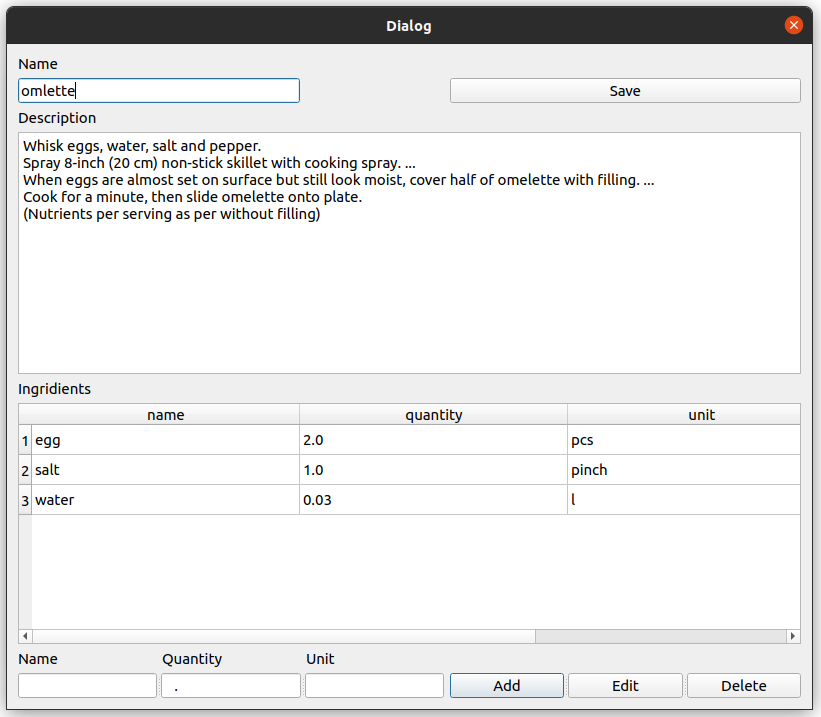 Dialog
Name
omlette
Save
Description
Whisk eggs, water, salt and pepper.
Spray 8-inch (20 cm) non-stick skillet with cooking spray. ...
When eggs are almost set on surface but still look moist, cover half of omelette with filling. ...
Cook for a minute, then slide omelette onto plate.
(Nutrients per serving as per without filling)
Ingridients
name quantity unit
1 egg 2.0 pcs
2 salt 1.0 pinch
3 water 0.03 l
Name Quantity Unit
. Add Edit Delete